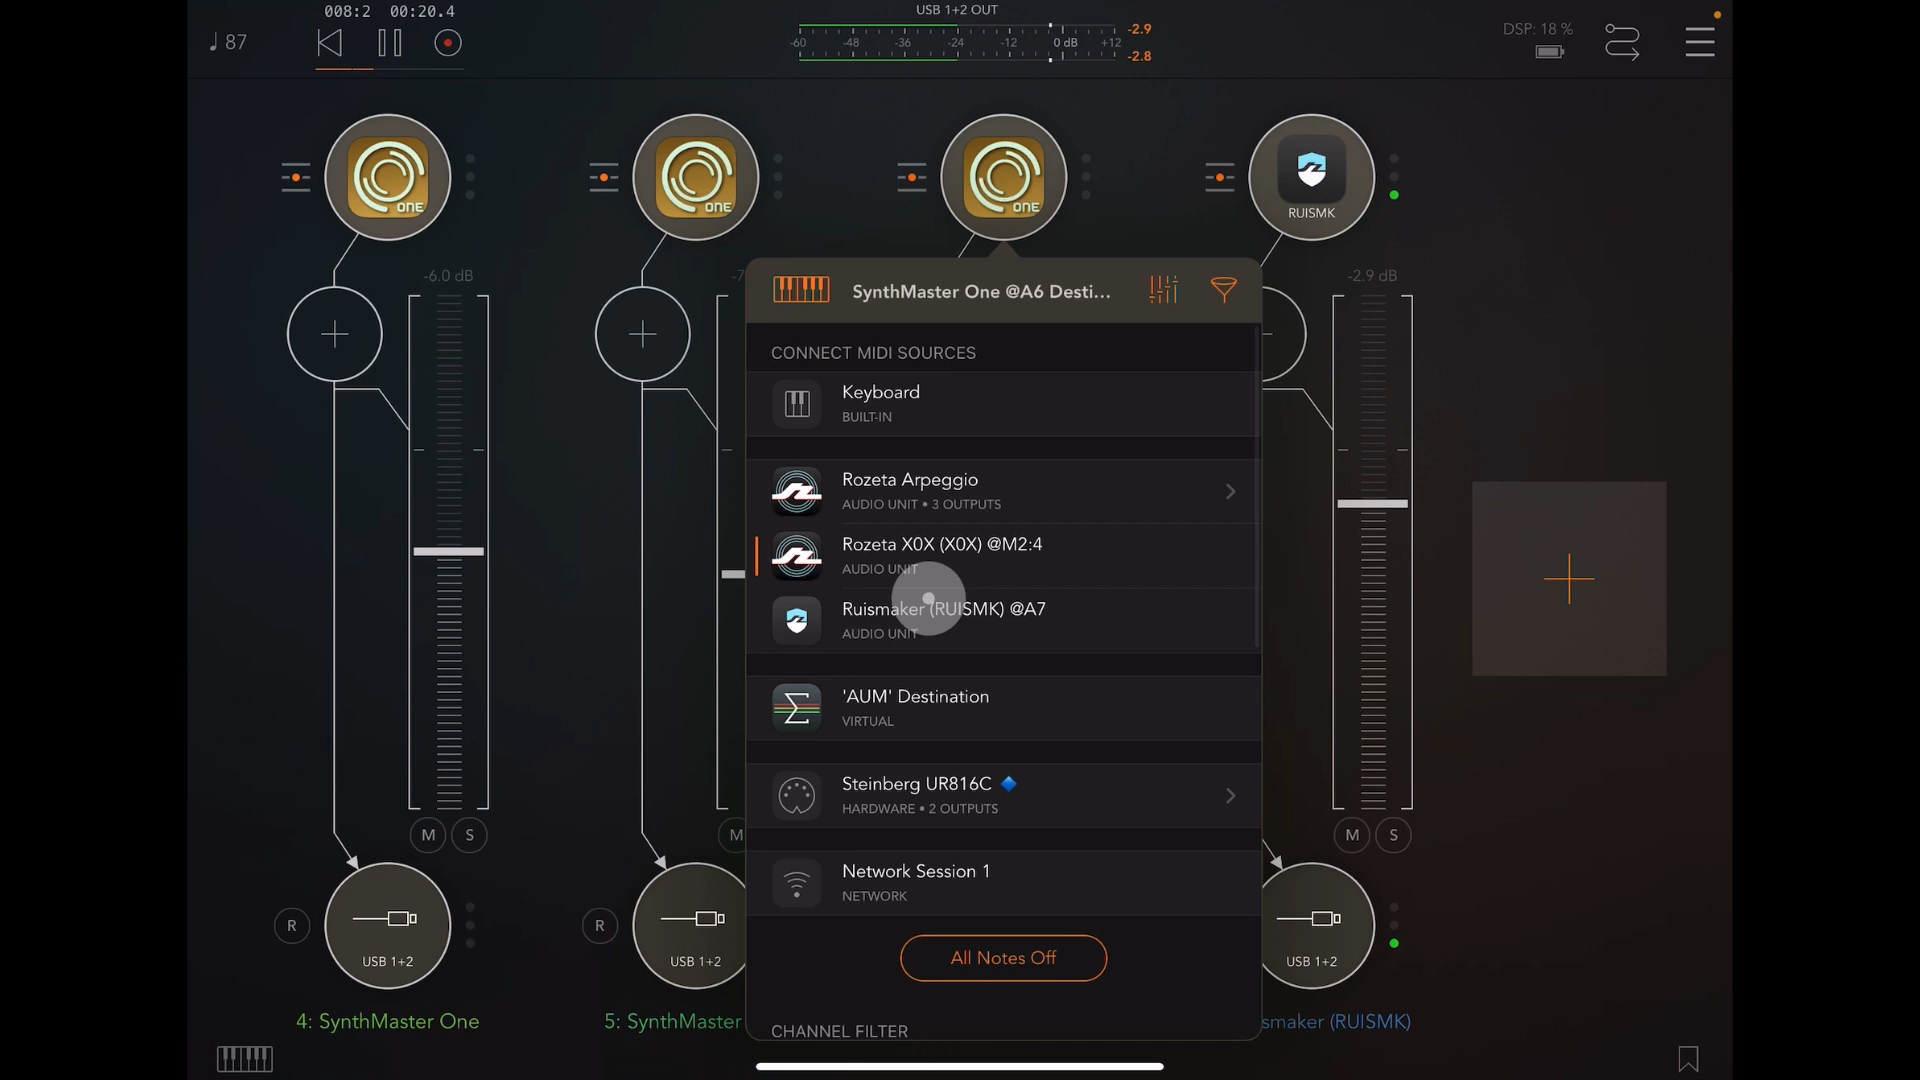 008:2 00:20.4
USB 1+2 OUT
♩ 87
-60 -48 -36 -24 -12 0 dB +12
-2.9
-2.8
DSP: 18 %
ONE
ONE
ONE
RUISMK
-6.0 dB
-7
-2.9 dB
SynthMaster One @A6 Desti...
CONNECT MIDI SOURCES
Keyboard
BUILT-IN
Rozeta Arpeggio
AUDIO UNIT • 3 OUTPUTS
Rozeta X0X (X0X) @M2:4
AUDIO UNIT
Ruismaker (RUISMK) @A7
AUDIO UNIT
'AUM' Destination
VIRTUAL
Steinberg UR816C 🔷
HARDWARE • 2 OUTPUTS
Network Session 1
NETWORK
All Notes Off
CHANNEL FILTER
M S
M
M S
R
R
USB 1+2
USB 1+2
USB 1+2
4: SynthMaster One
5: SynthMaster
smaker (RUISMK)